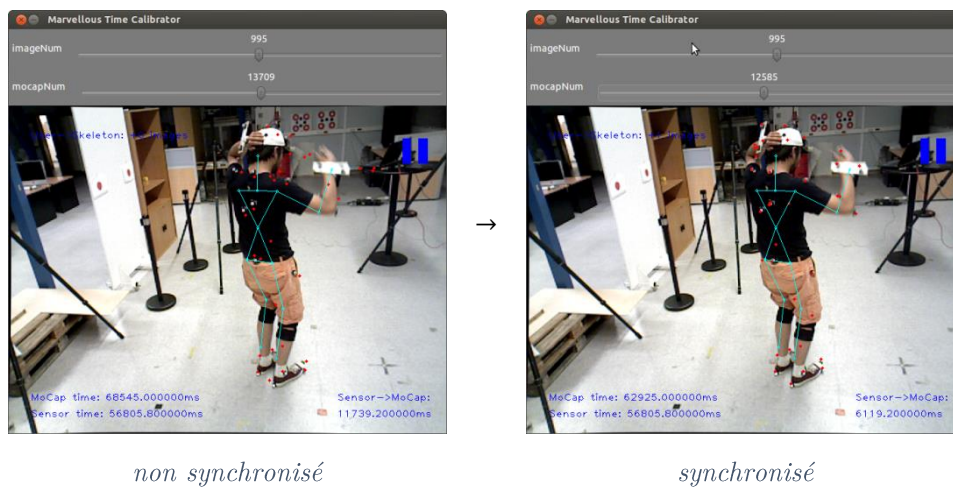 Marvellous Time Calibrator
995
imageNum
13709
mocapNum
MoCap time: 68545.000000ms
Sensor time: 56805.800000ms
Sensor->MoCap:
11739.200000ms
→
Marvellous Time Calibrator
995
imageNum
12585
mocapNum
MoCap time: 62925.000000ms
Sensor time: 56805.800000ms
Sensor->MoCap:
6119.200000ms
non synchronisé
synchronisé